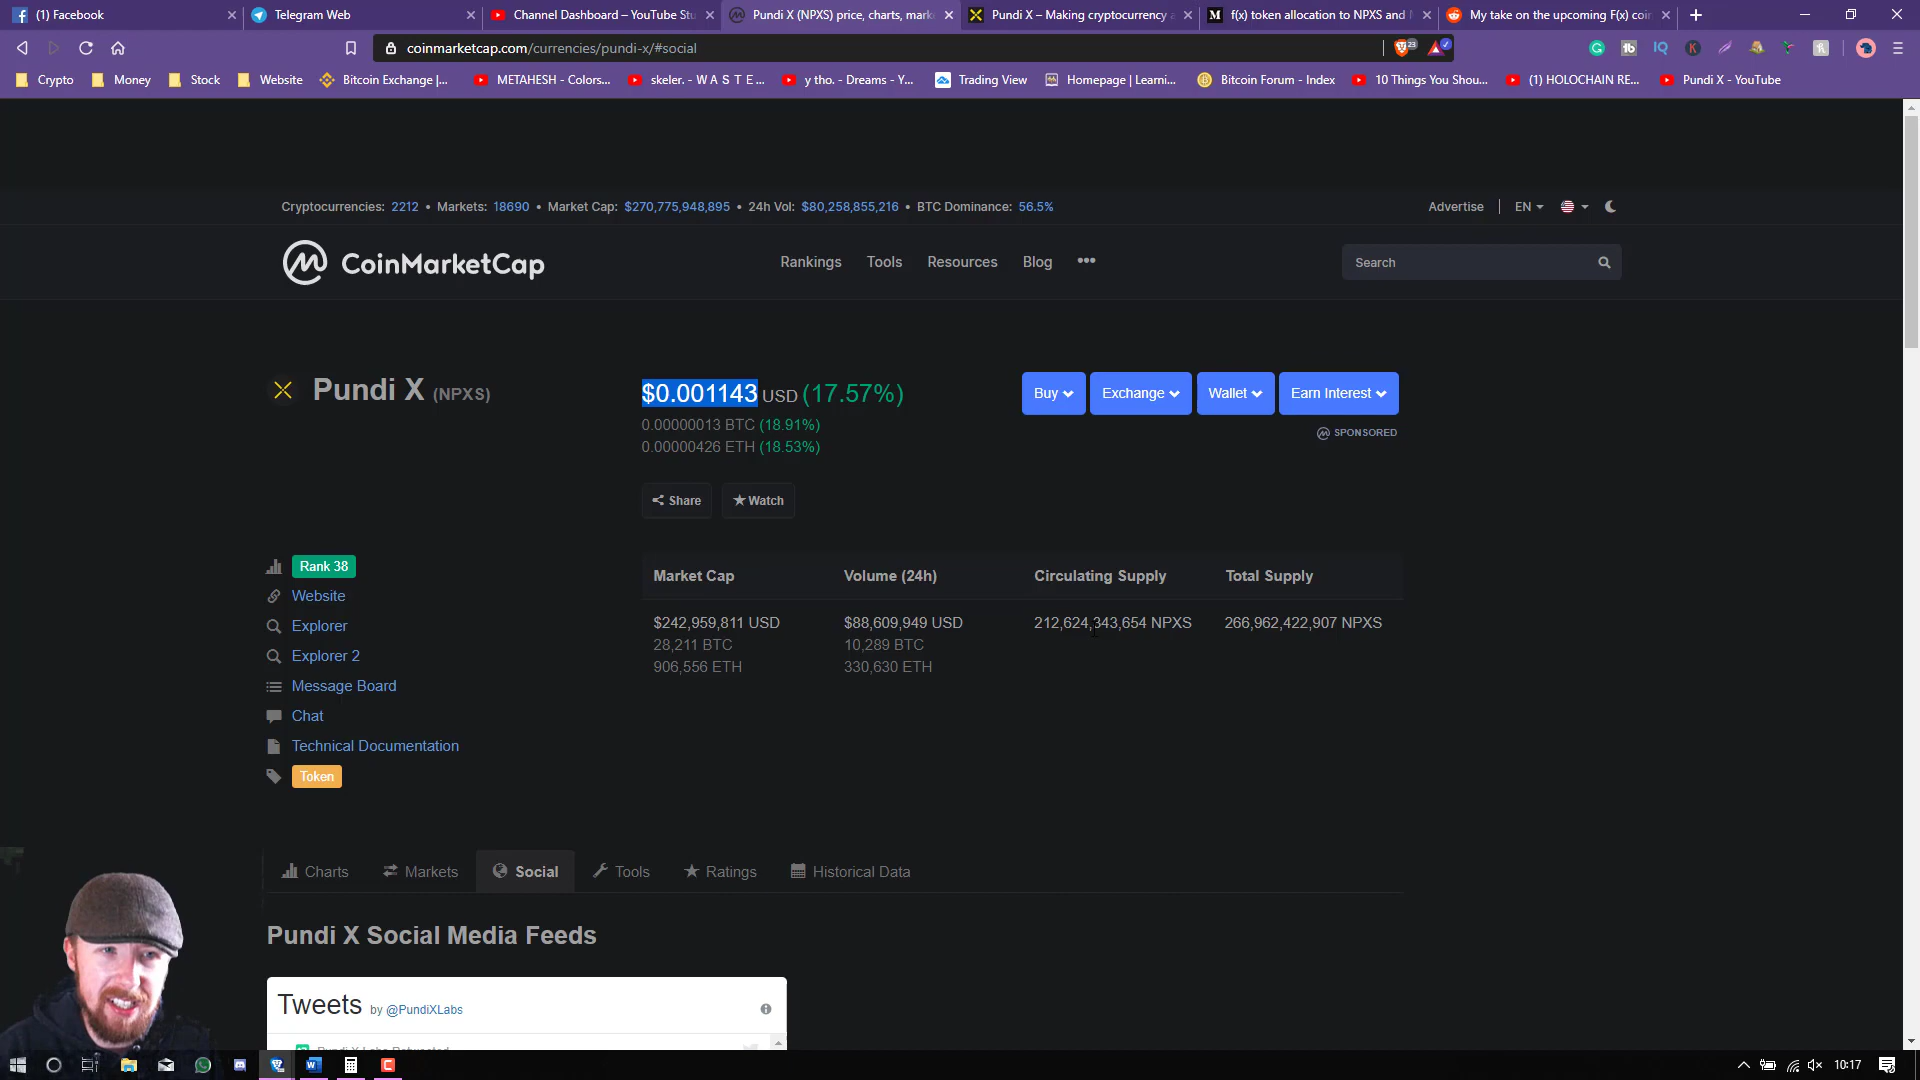 (1) Facebook
Telegram Web
Channel Dashboard – YouTube Stu
Pundi X (NPXS) price, charts, mark
Pundi X – Making cryptocurrency a
f(x) token allocation to NPXS and
My take on the upcoming F(x) coin
coinmarketcap.com/currencies/pundi-x/#social
23
Crypto
Money
Stock
Website
Bitcoin Exchange |...
METAHESH - Colors...
skeler. - W A S T E ...
y tho. - Dreams - Y...
Trading View
Homepage | Learni...
Bitcoin Forum - Index
10 Things You Shou...
(1) HOLOCHAIN RE...
Pundi X - YouTube
Cryptocurrencies: 2212 • Markets: 18690 • Market Cap: $270,775,948,895 • 24h Vol: $80,258,855,216 • BTC Dominance: 56.5%
Advertise
EN
CoinMarketCap
Rankings
Tools
Resources
Blog
•••
Search
Pundi X (NPXS)
$0.001143 USD (17.57%)
0.00000013 BTC (18.91%)
0.00000426 ETH (18.53%)
Buy
Exchange
Wallet
Earn Interest
SPONSORED
Share
Watch
Rank 38
Website
Explorer
Explorer 2
Message Board
Chat
Technical Documentation
Token
Market Cap
Volume (24h)
Circulating Supply
Total Supply
$242,959,811 USD
$88,609,949 USD
212,624,343,654 NPXS
266,962,422,907 NPXS
28,211 BTC
10,289 BTC
906,556 ETH
330,630 ETH
Charts
Markets
Social
Tools
Ratings
Historical Data
Pundi X Social Media Feeds
Tweets by @PundiXLabs
Pundi X Labs Retweeted
10:17